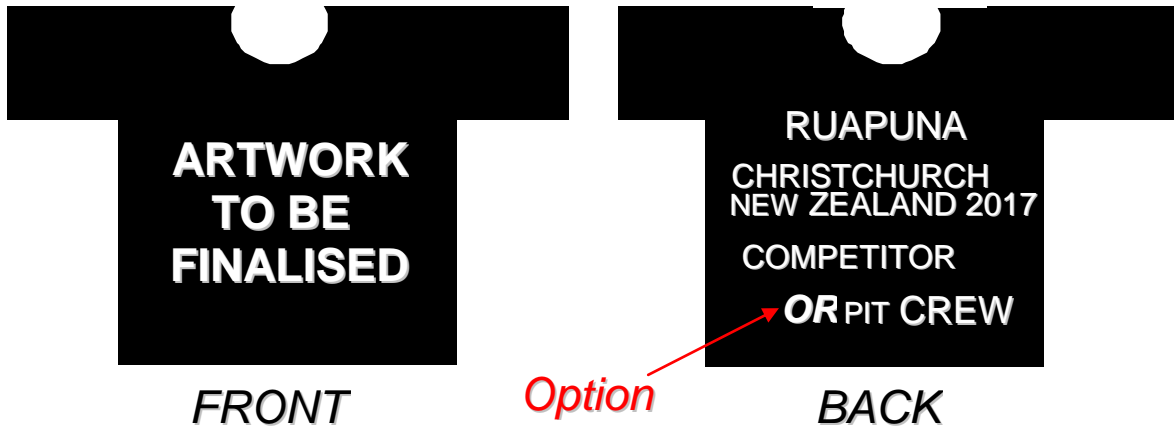 ARTWORK
TO BE
FINALISED
FRONT
RUAPUNA
CHRISTCHURCH
NEW ZEALAND 2017
COMPETITOR
OR PIT CREW
Option
BACK